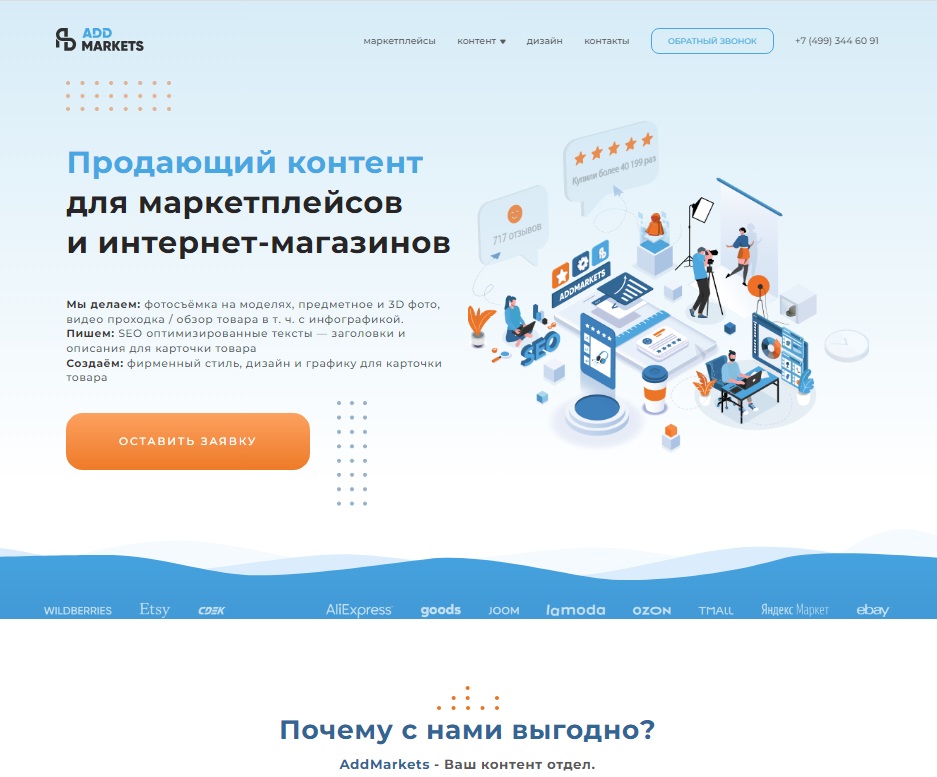 ADD
MARKETS
маркетплейсы
контент
дизайн
контакты
ОБРАТНЫЙ ЗВОНОК
+7 (499) 344 60 91
Продающий контент
для маркетплейсов
и интернет-магазинов
Мы делаем: фотосъёмка на моделях, предметное и 3D фото,
видео проходка / обзор товара в т. ч. с инфографикой.
Пишем: SEO оптимизированные тексты — заголовки и
описания для карточки товара
Создаём: фирменный стиль, дизайн и графику для карточки
товара
ОСТАВИТЬ ЗАЯВКУ
Купили более 40 199 раз
717 отзывов
ADDMARKETS
SEO
WILDBERRIES
Etsy
CDEK
AliExpress
goods
JOOM
lamoda
OZON
TMALL
Яндекс Маркет
ebay
Почему с нами выгодно?
AddMarkets - Ваш контент отдел.